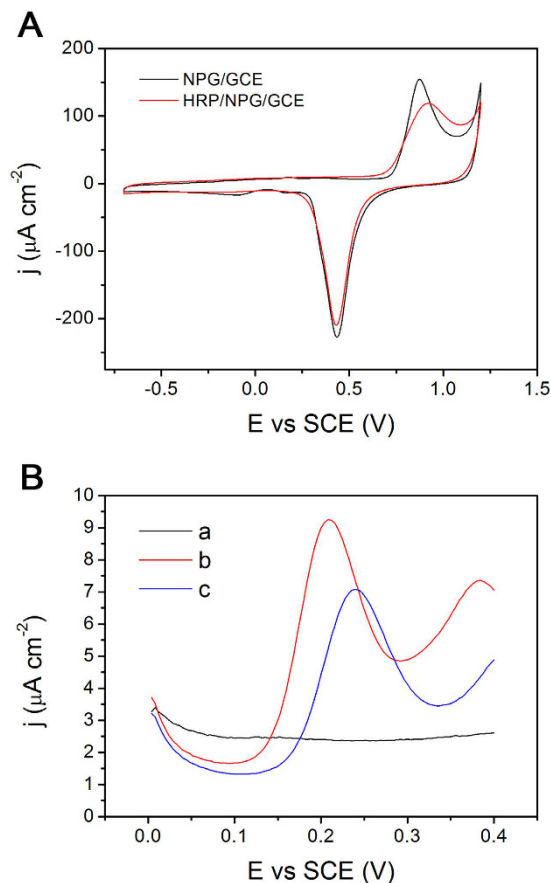 A
200
100
0
-100
-200
j (μA cm⁻²)
NPG/GCE
HRP/NPG/GCE
-0.5
0.0
0.5
1.0
1.5
E vs SCE (V)
B
10
9
8
7
6
5
4
3
2
1
0
j (μA cm⁻²)
a
b
c
0.0
0.1
0.2
0.3
0.4
E vs SCE (V)